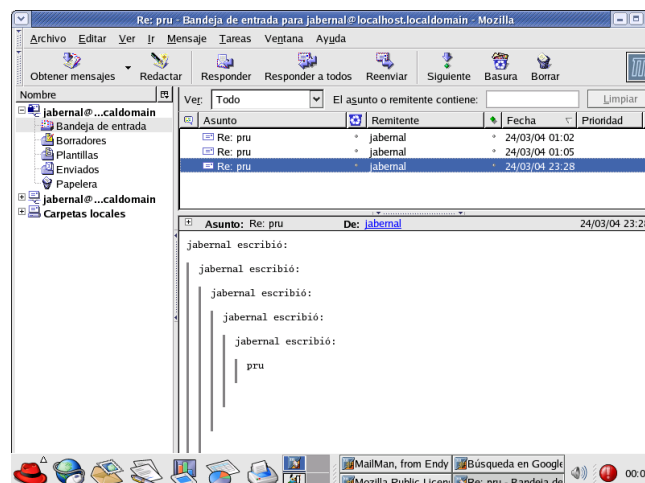 Re: pru - Bandeja de entrada para jabernal@localhost.localdomain - Mozilla
Archivo Editar Ver Ir Mensaje Tareas Ventana Ayuda
Obtener mensajes Redactar Responder Responder a todos Reenviar Siguiente Basura Borrar
Nombre
jabernal@...caldomain
Bandeja de entrada
Borradores
Plantillas
Enviados
Papelera
jabernal@...caldomain
Carpetas locales
Ver: Todo El asunto o remitente contiene: Limpiar
Asunto Remitente Fecha Prioridad
Re: pru jabernal 24/03/04 01:02
Re: pru jabernal 24/03/04 01:05
Re: pru jabernal 24/03/04 23:28
Asunto: Re: pru De: jabernal 24/03/04 23:28
jabernal escribió:
jabernal escribió:
jabernal escribió:
jabernal escribió:
jabernal escribió:
pru
MailMan, from Endy Búsqueda en Google
Mozilla Public Licen Re: pru - Bandeja de
00:0